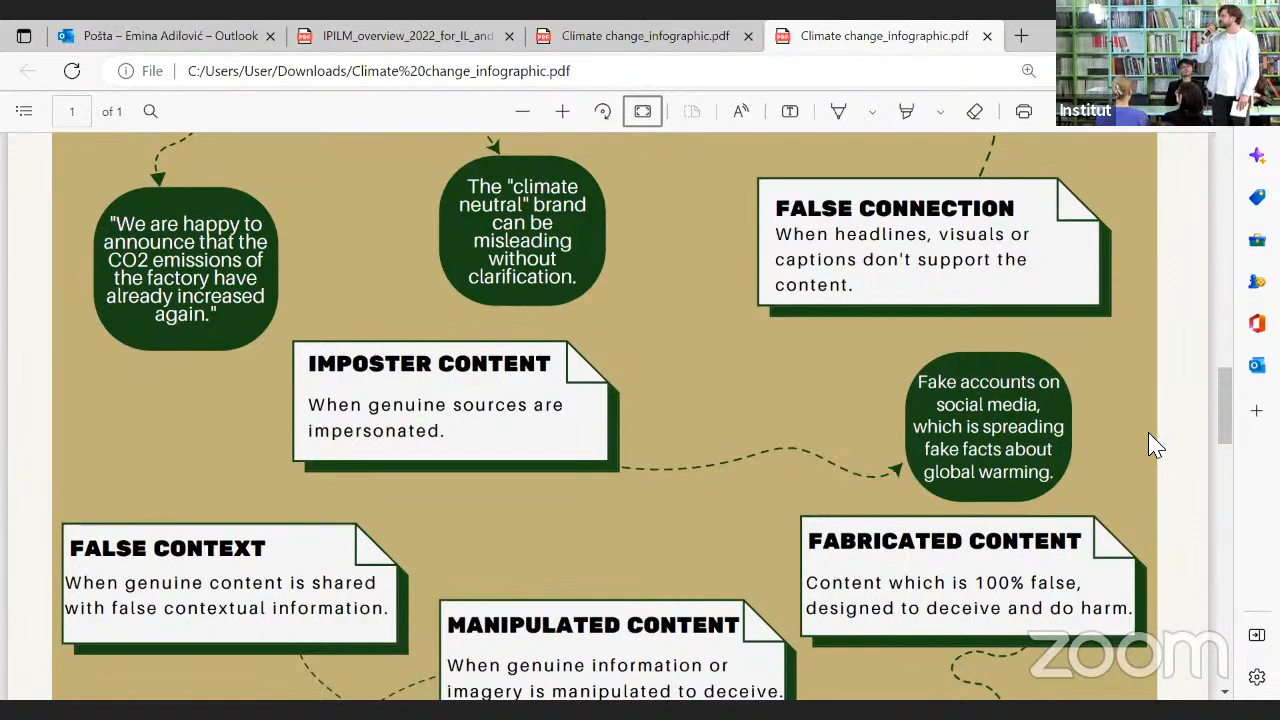 Pošta – Emina Adilović – Outlook
IPILM_overview_2022_for_IL_and
Climate change_infographic.pdf
Climate change_infographic.pdf
File
C:/Users/User/Downloads/Climate%20change_infographic.pdf
1
of 1
Institut
"We are happy to
announce that the
CO2 emissions of
the factory have
already increased
again."
The "climate
neutral" brand
can be
misleading
without
clarification.
FALSE CONNECTION
When headlines, visuals or
captions don't support the
content.
IMPOSTER CONTENT
When genuine sources are
impersonated.
Fake accounts on
social media,
which is spreading
fake facts about
global warming.
FALSE CONTEXT
When genuine content is shared
with false contextual information.
FABRICATED CONTENT
Content which is 100% false,
designed to deceive and do harm.
MANIPULATED CONTENT
When genuine information or
imagery is manipulated to deceive.
zoom